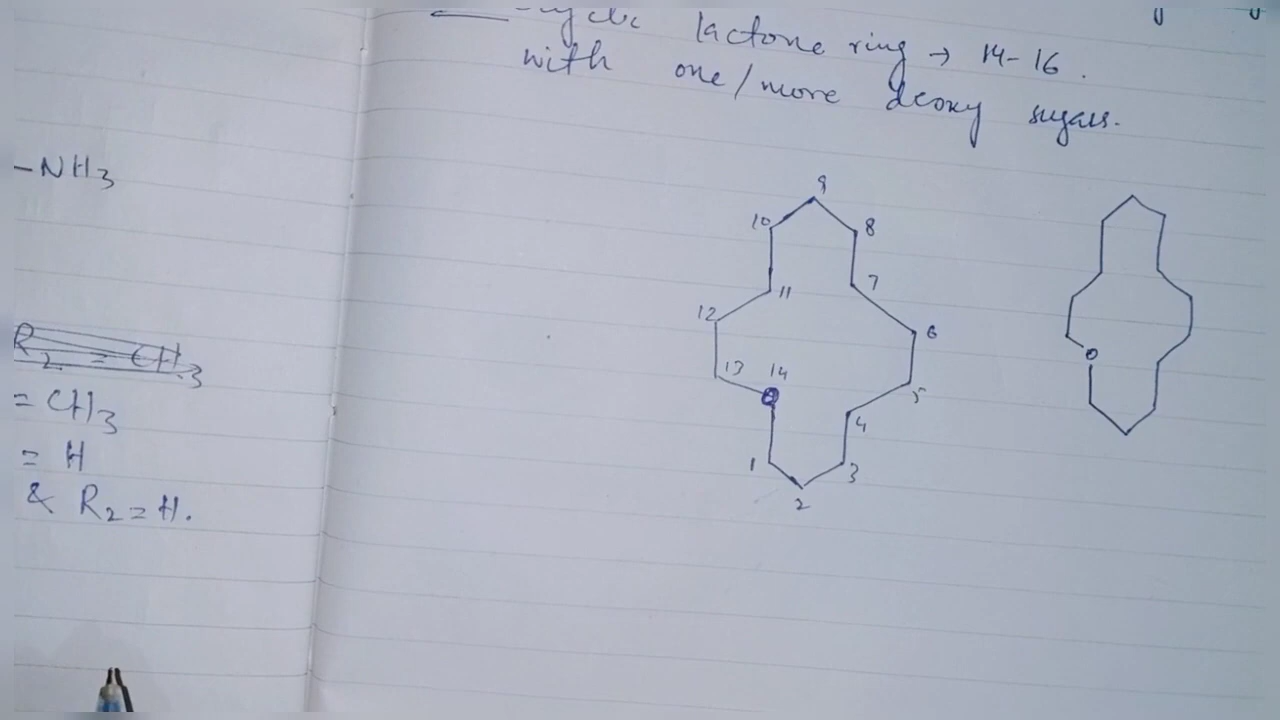 lactone ring → 14-16.
with one/more deoxy sugars.
-NH3
R2 = CH3
= CH3
= H
& R2 = H.
9
10 8
11 7
12 6
13 14 5
4
1 3
2